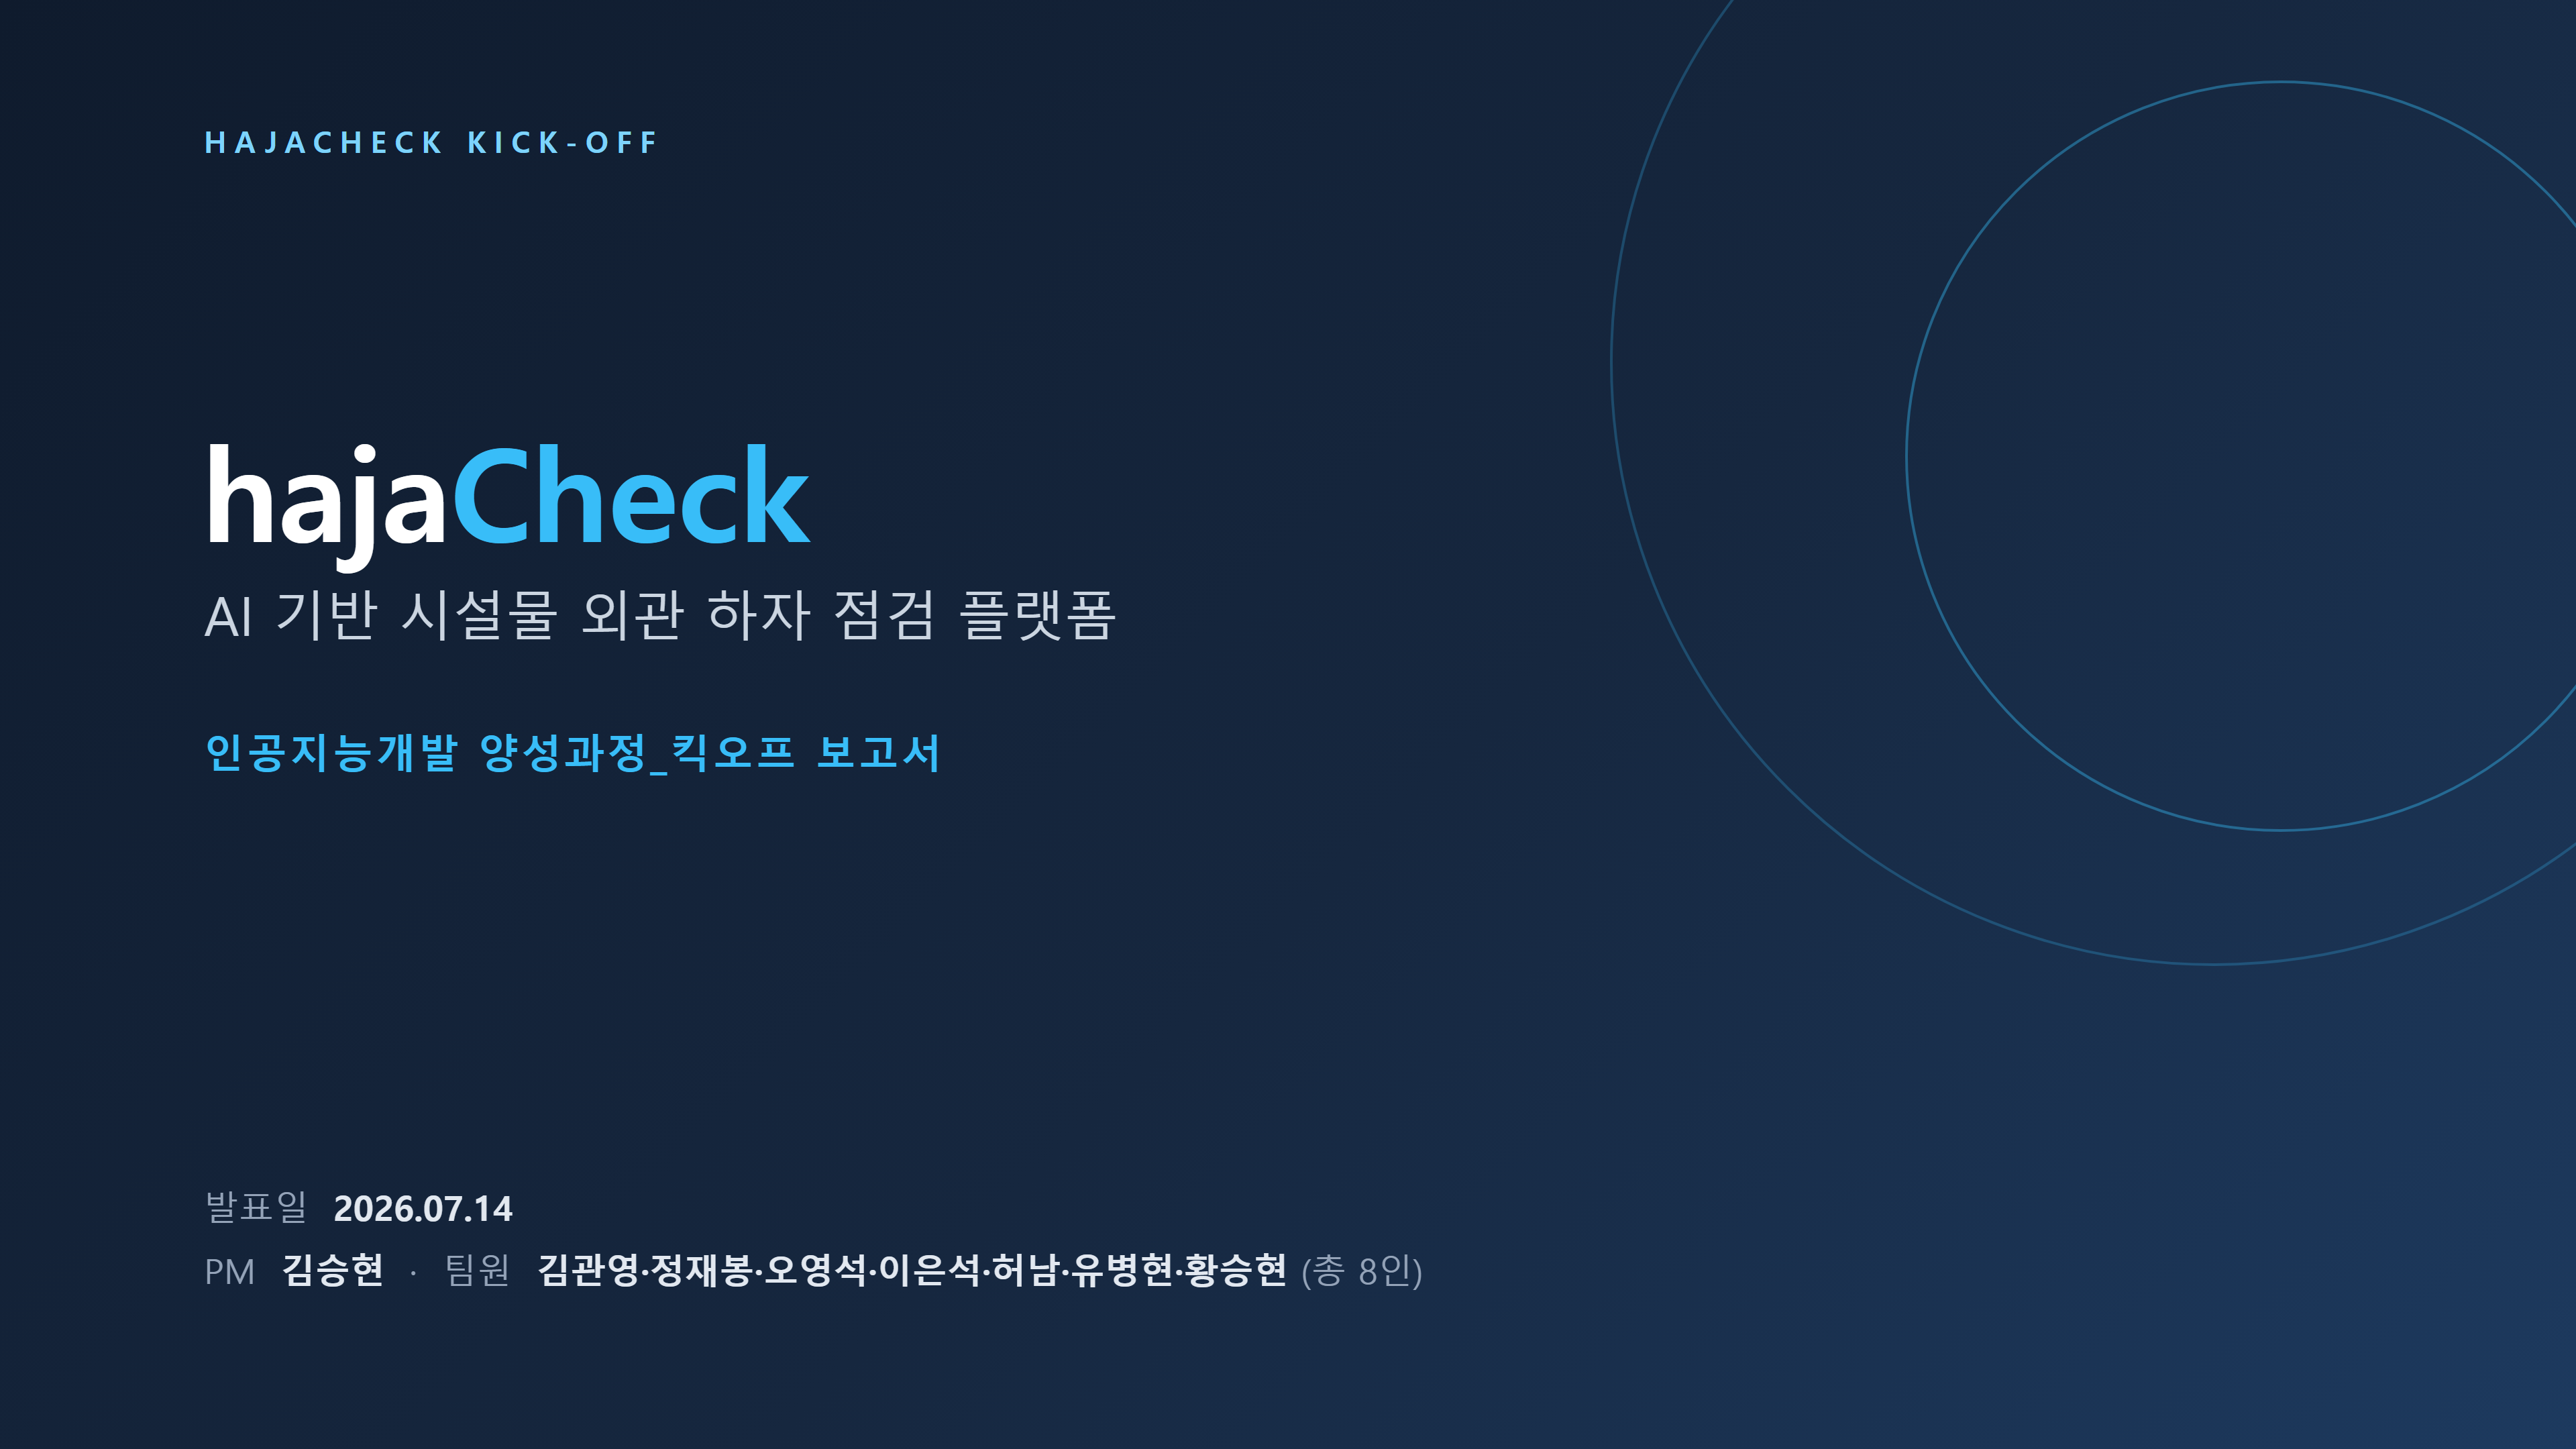 HAJACHECK KICK-OFF
hajaCheck
AI 기반 시설물 외관 하자 점검 플랫폼
인공지능개발 양성과정_킥오프 보고서
발표일 2026.07.14
PM 김승현 · 팀원 김관영·정재봉·오영석·이은석·허남·유병현·황승현 (총 8인)